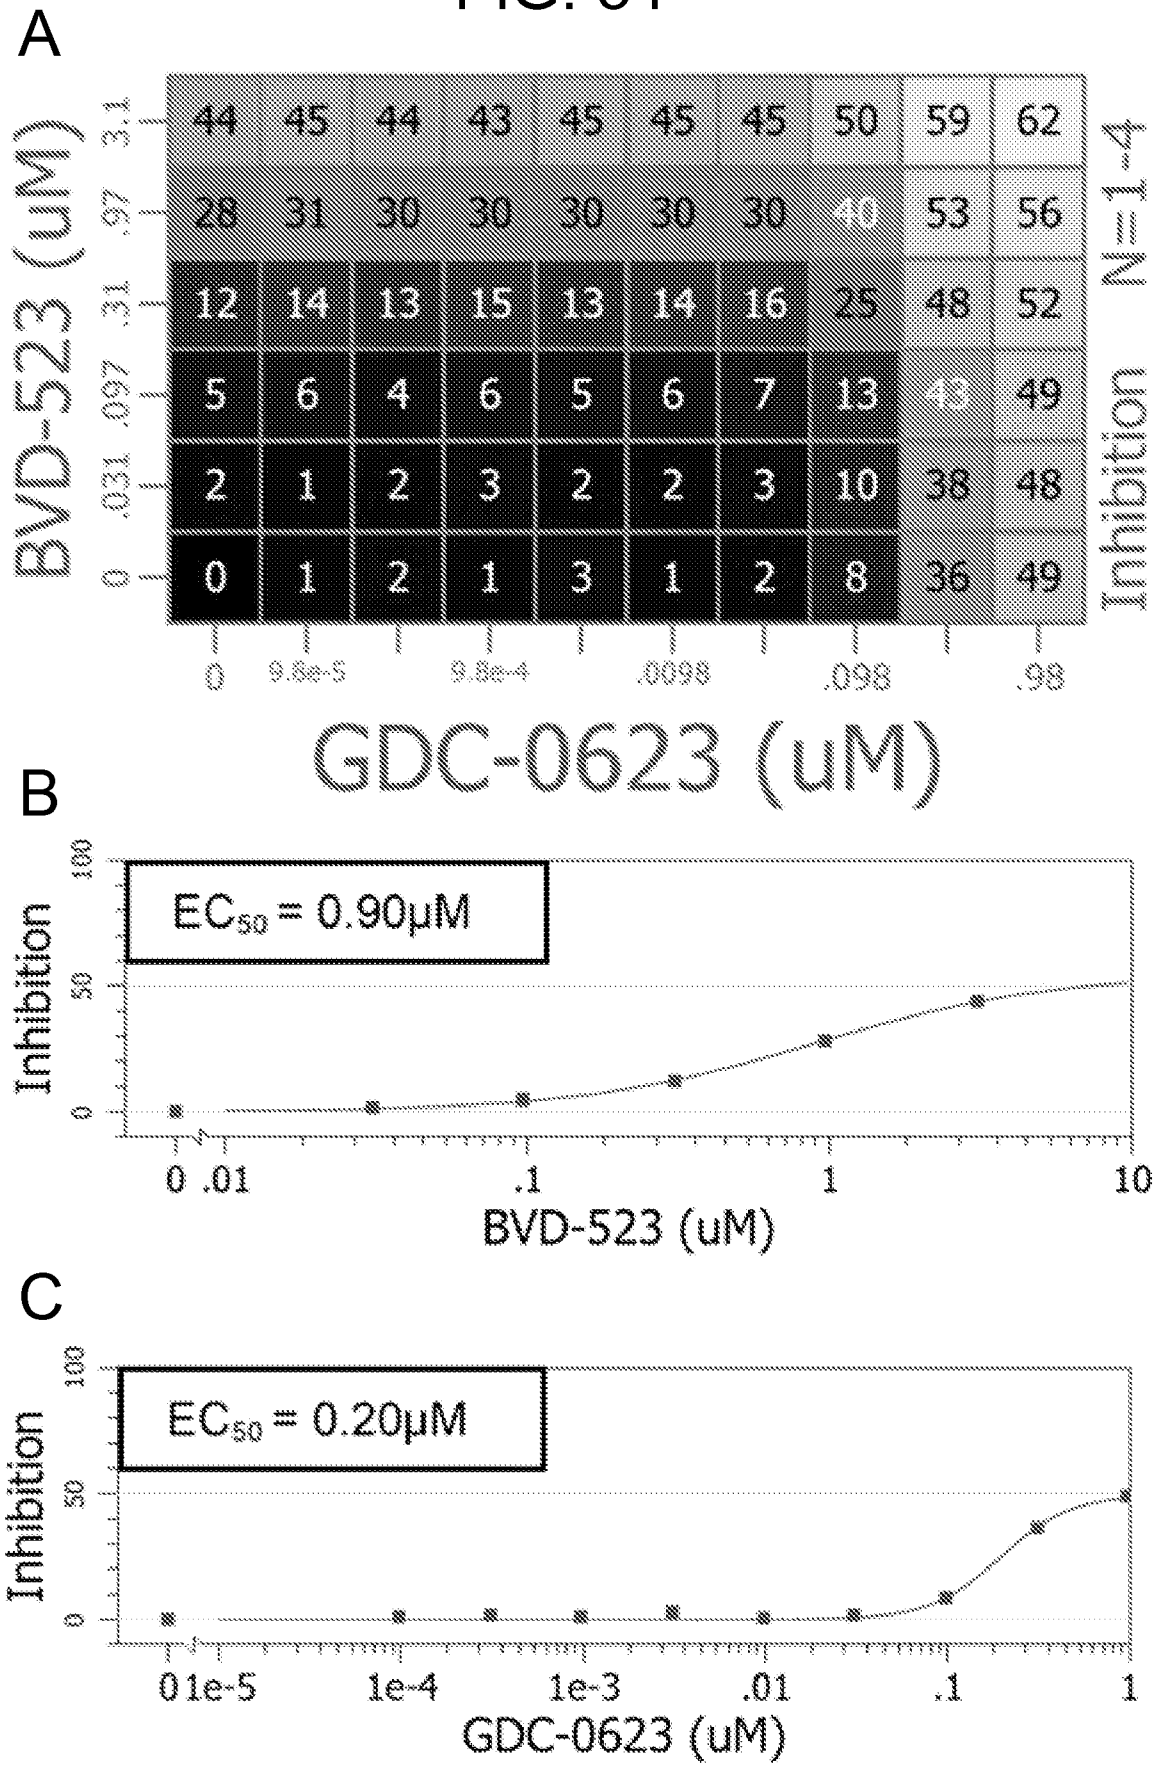 A
3.1 44 45 44 43 45 45 45 50 59 62
.97 28 31 30 30 30 30 30 40 53 56
.31 12 14 13 15 13 14 16 25 48 52
.097 5 6 4 6 5 6 7 13 43 49
.031 2 1 2 3 2 2 3 10 38 48
0 0 1 2 1 3 1 2 8 36 49
BVD-523 (uM)
Inhibition N=1-4
0 9.8e-5 9.8e-4 .0098 .098 .98
GDC-0623 (uM)
B
EC50 = 0.90µM
Inhibition
100
50
0
0 .01 .1 1 10
BVD-523 (uM)
C
EC50 = 0.20µM
Inhibition
100
50
0
0 1e-5 1e-4 1e-3 .01 .1 1
GDC-0623 (uM)